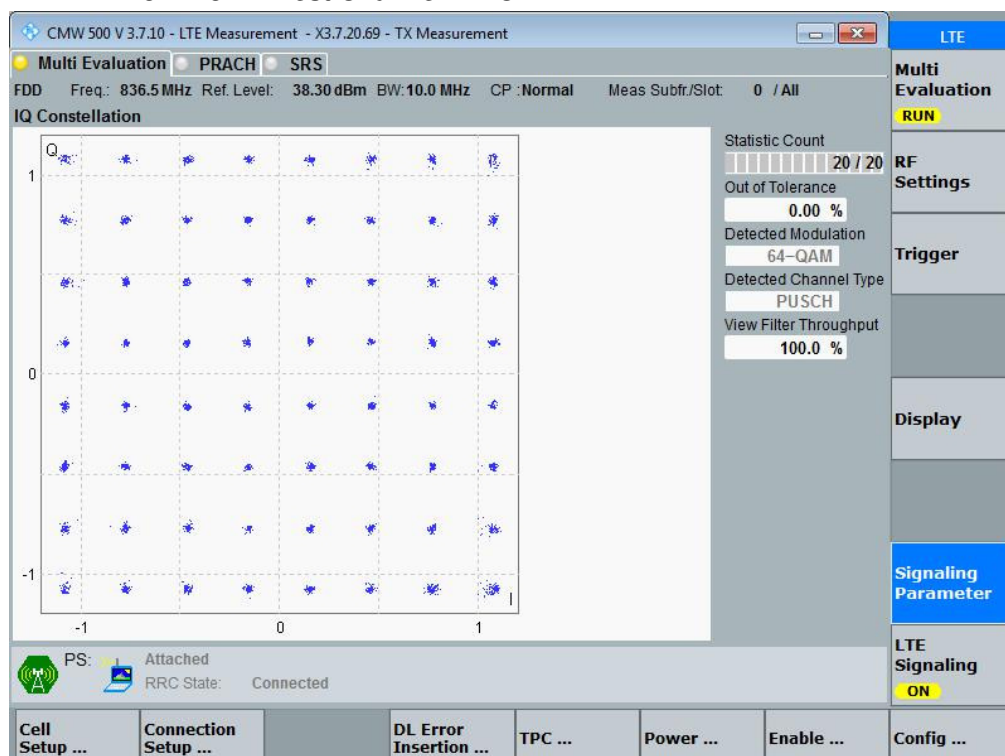 CMW 500 V 3.7.10 - LTE Measurement - X3.7.20.69 - TX Measurement
LTE
Multi Evaluation PRACH SRS
FDD Freq.: 836.5 MHz Ref. Level: 38.30 dBm BW: 10.0 MHz CP : Normal Meas Subfr./Slot: 0 / All
IQ Constellation
Q
1
0
-1
I
-1 0 1
Statistic Count
20 / 20
Out of Tolerance
0.00 %
Detected Modulation
64-QAM
Detected Channel Type
PUSCH
View Filter Throughput
100.0 %
Multi
Evaluation
RUN
RF
Settings
Trigger
Display
Signaling
Parameter
LTE
Signaling
ON
PS: Attached
RRC State: Connected
Cell
Setup ...
Connection
Setup ...
DL Error
Insertion ...
TPC ...
Power ...
Enable ...
Config ...